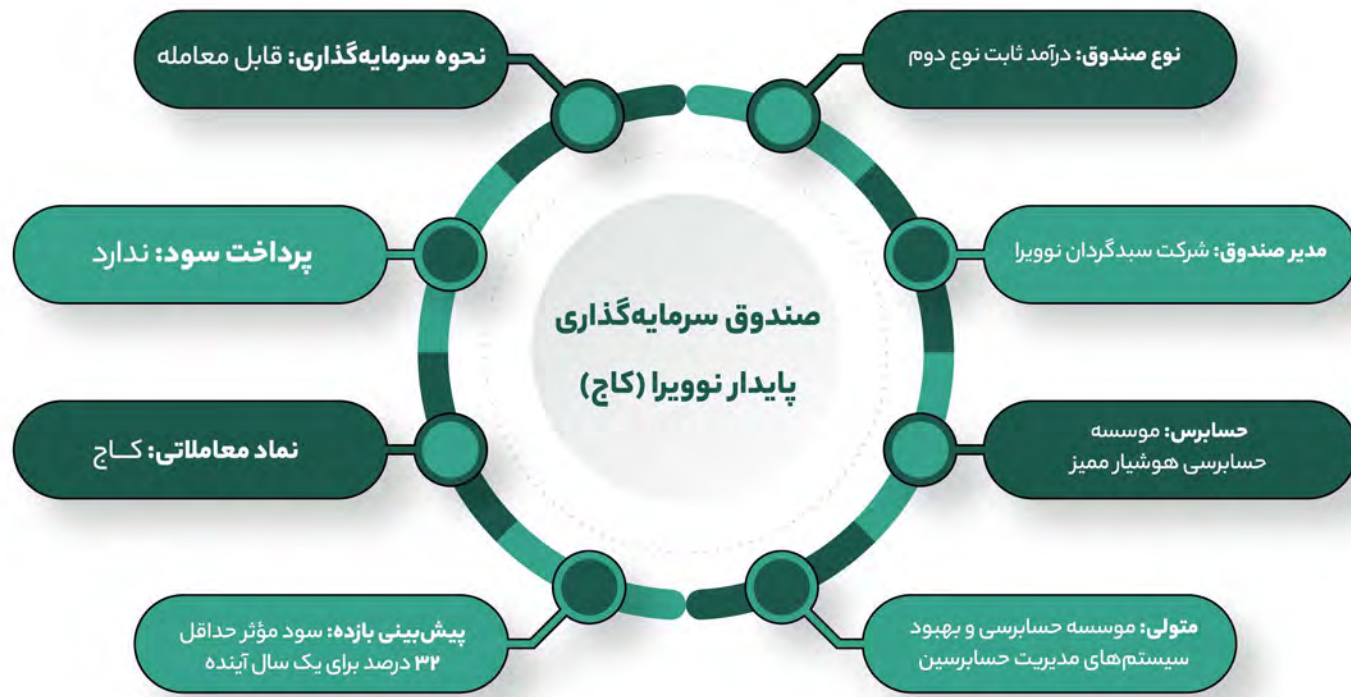 صندوق سرمایه‌گذاری
پایدار نوویرا (کاج)
نوع صندوق: درآمد ثابت نوع دوم
مدیر صندوق: شرکت سبدگردان نوویرا
حسابرس: موسسه
حسابرسی هوشیار ممیز
متولی: موسسه حسابرسی و بهبود
سیستم‌های مدیریت حسابرسین
نحوه سرمایه‌گذاری: قابل معامله
پرداخت سود: ندارد
نماد معاملاتی: کـــاج
پیش‌بینی بازده: سود مؤثر حداقل
۳۲ درصد برای یک سال آینده